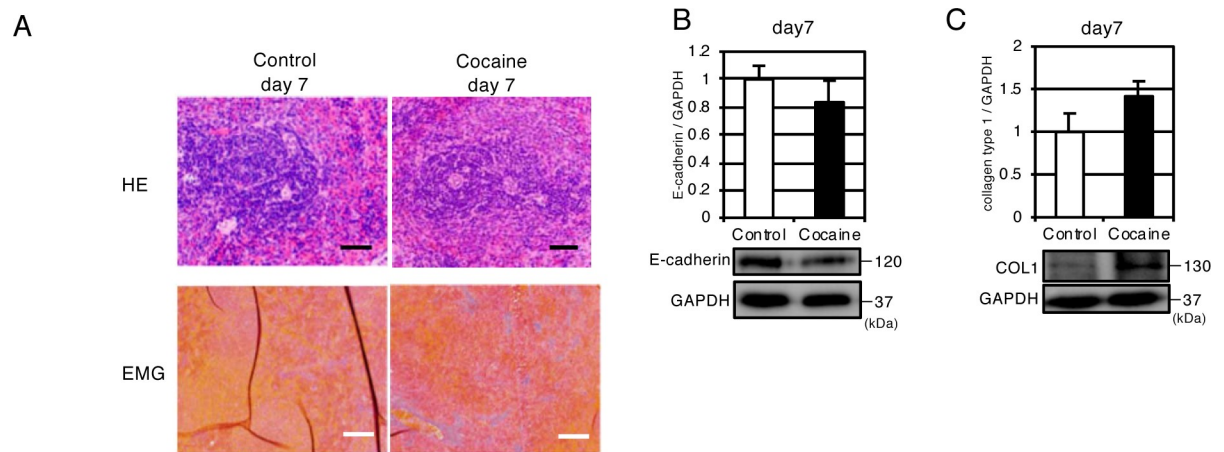 A
Control
day 7
Cocaine
day 7
HE
EMG
B
day7
E-cadherin / GAPDH
1.2
1
0.8
0.6
0.4
0.2
0
Control Cocaine
E-cadherin
120
GAPDH
37
(kDa)
C
day7
collagen type 1 / GAPDH
2
1.5
1
0.5
0
Control Cocaine
COL1
130
GAPDH
37
(kDa)